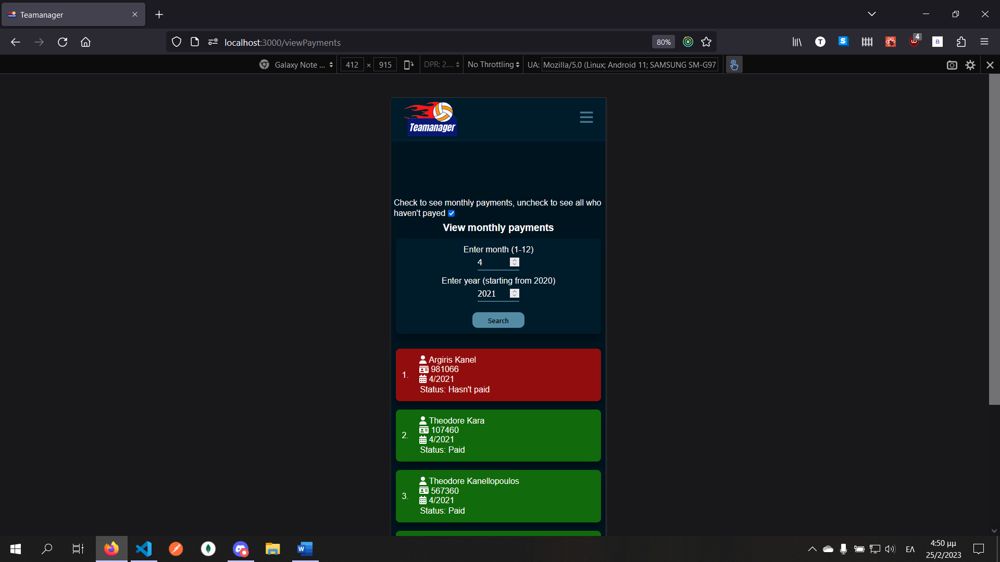 Teamanager
localhost:3000/viewPayments
80%
S
T
4
B
Galaxy Note ...
412 × 915
DPR: 2....
No Throttling
UA: Mozilla/5.0 (Linux; Android 11; SAMSUNG SM-G97
Teamanager
Check to see monthly payments, uncheck to see all who
haven't payed
View monthly payments
Enter month (1-12)
4
Enter year (starting from 2020)
2021
Search
1.
Argiris Kanel
981066
4/2021
Status: Hasn't paid
2.
Theodore Kara
107460
4/2021
Status: Paid
3.
Theodore Kanellopoulos
567360
4/2021
Status: Paid
W
ΕΛ
4:50 μμ
25/2/2023